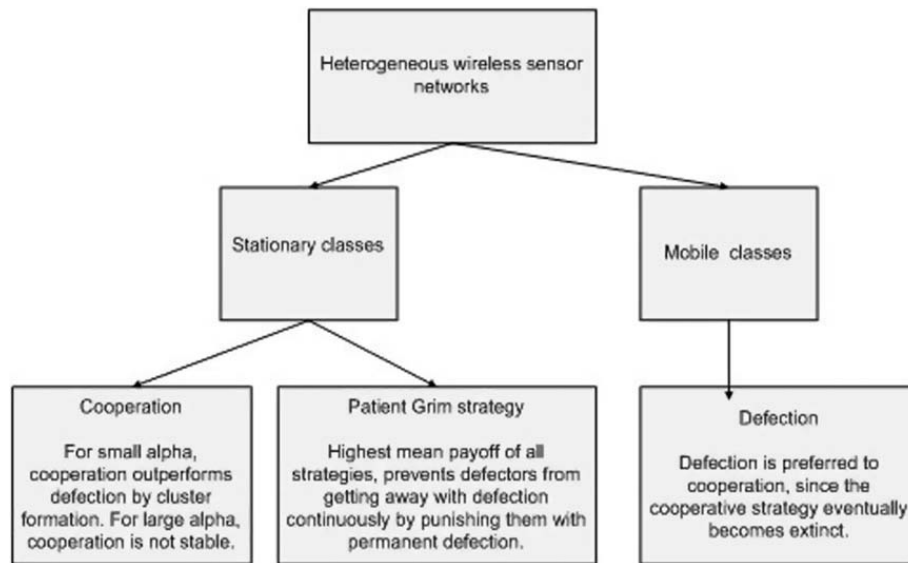 Heterogeneous wireless sensor
networks
Stationary classes
Mobile classes
Cooperation
For small alpha,
cooperation outperforms
defection by cluster
formation. For large alpha,
cooperation is not stable.
Patient Grim strategy
Highest mean payoff of all
strategies, prevents defectors from
getting away with defection
continuously by punishing them with
permanent defection.
Defection
Defection is preferred to
cooperation, since the
cooperative strategy eventually
becomes extinct.